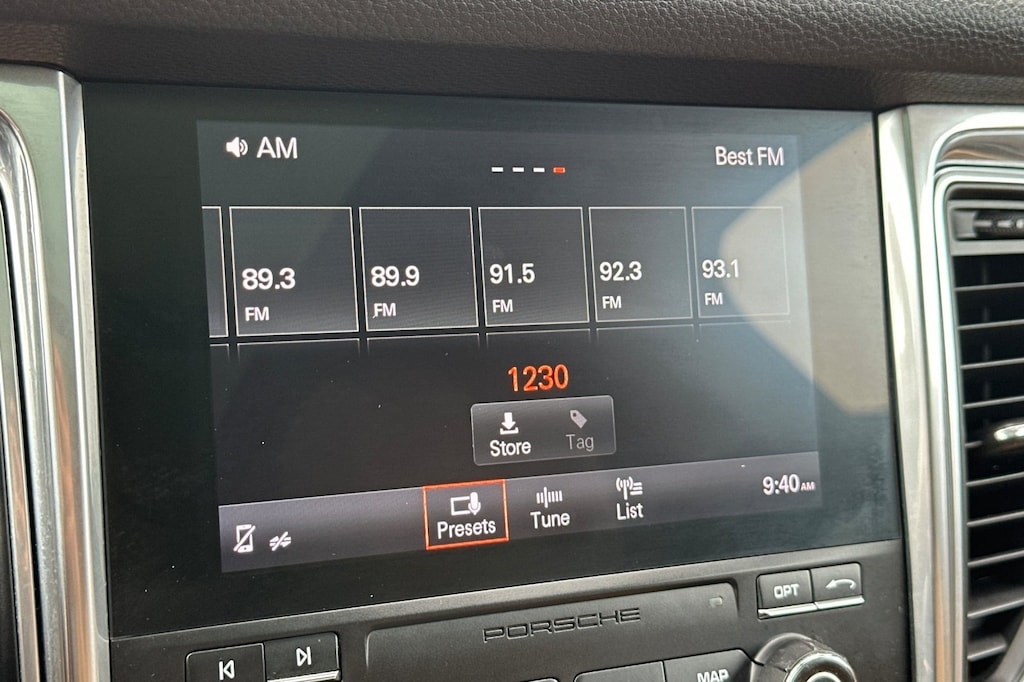 AM
Best FM
89.3
FM
89.9
FM
91.5
FM
92.3
FM
93.1
FM
1230
Store Tag
Presets Tune List
9:40 AM
OPT
PORSCHE
MAP